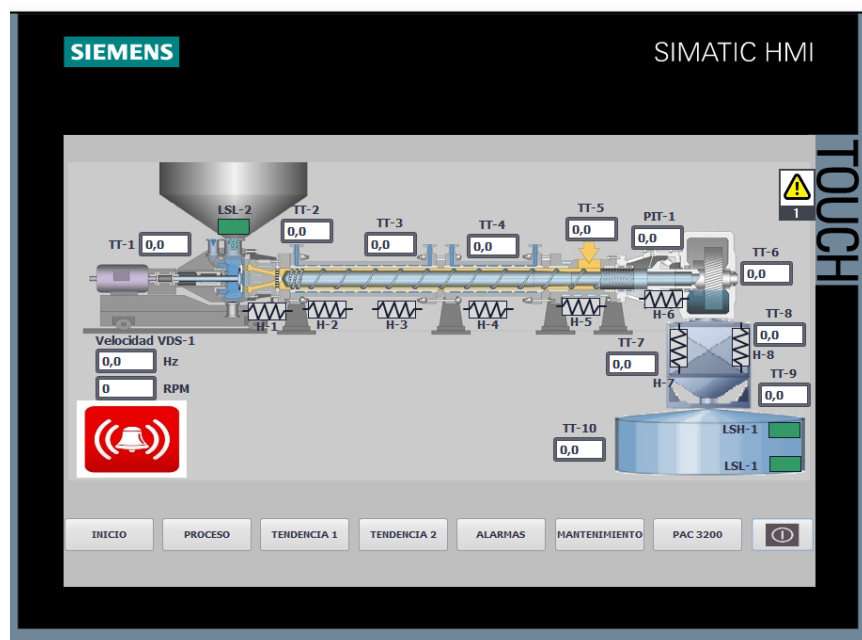 SIEMENS
SIMATIC HMI
TOUCH
1
LSL-2
TT-2
TT-3
TT-4
TT-5
PIT-1
TT-1
0,0
0,0
0,0
0,0
0,0
TT-6
0,0
0,0
H-1
H-2
H-3
H-4
H-5
H-6
TT-8
0,0
Velocidad VDS-1
0,0 Hz
TT-7
0,0
H-8
H-7
TT-9
0 RPM
0,0
TT-10
0,0
LSH-1
LSL-1
INICIO
PROCESO
TENDENCIA 1
TENDENCIA 2
ALARMAS
MANTENIMIENTO
PAC 3200